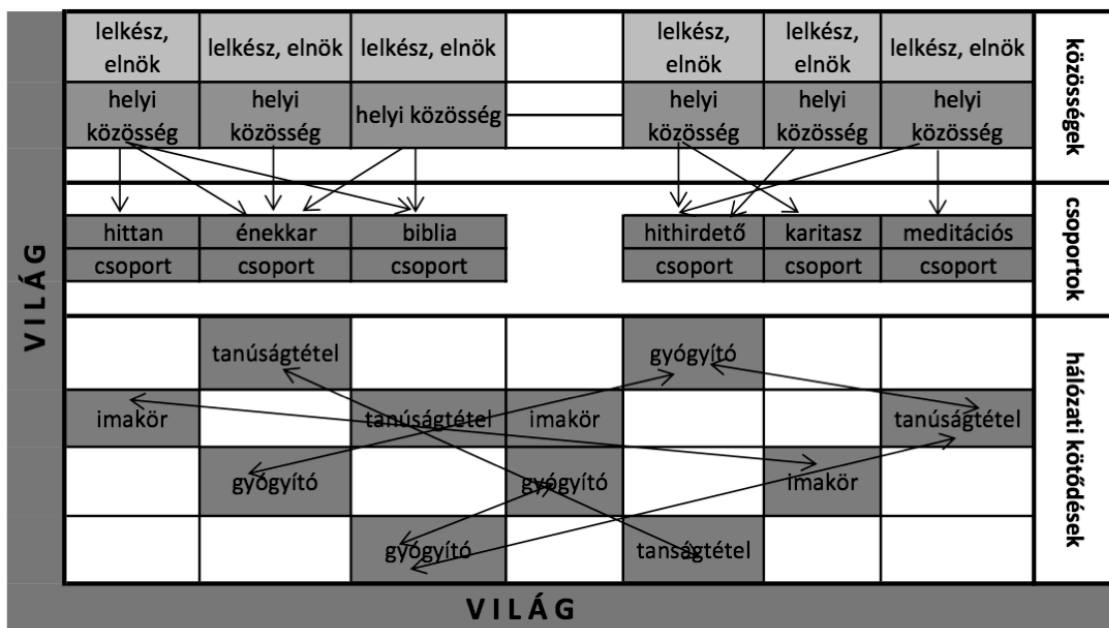 lelkész, elnök
lelkész, elnök
lelkész, elnök
lelkész, elnök
lelkész, elnök
lelkész, elnök
helyi közösség
helyi közösség
helyi közösség
helyi közösség
helyi közösség
helyi közösség
közösségek
hittan
énekkar
biblia
hithirdető
karitasz
meditációs
csoport
csoport
csoport
csoport
csoport
csoport
csoportok
tanúságtétel
gyógyító
imakör
tanúságtétel
imakör
tanúságtétel
gyógyító
gyógyító
imakör
gyógyító
tanságtétel
hálózati kötődések
VILÁG
VILÁG